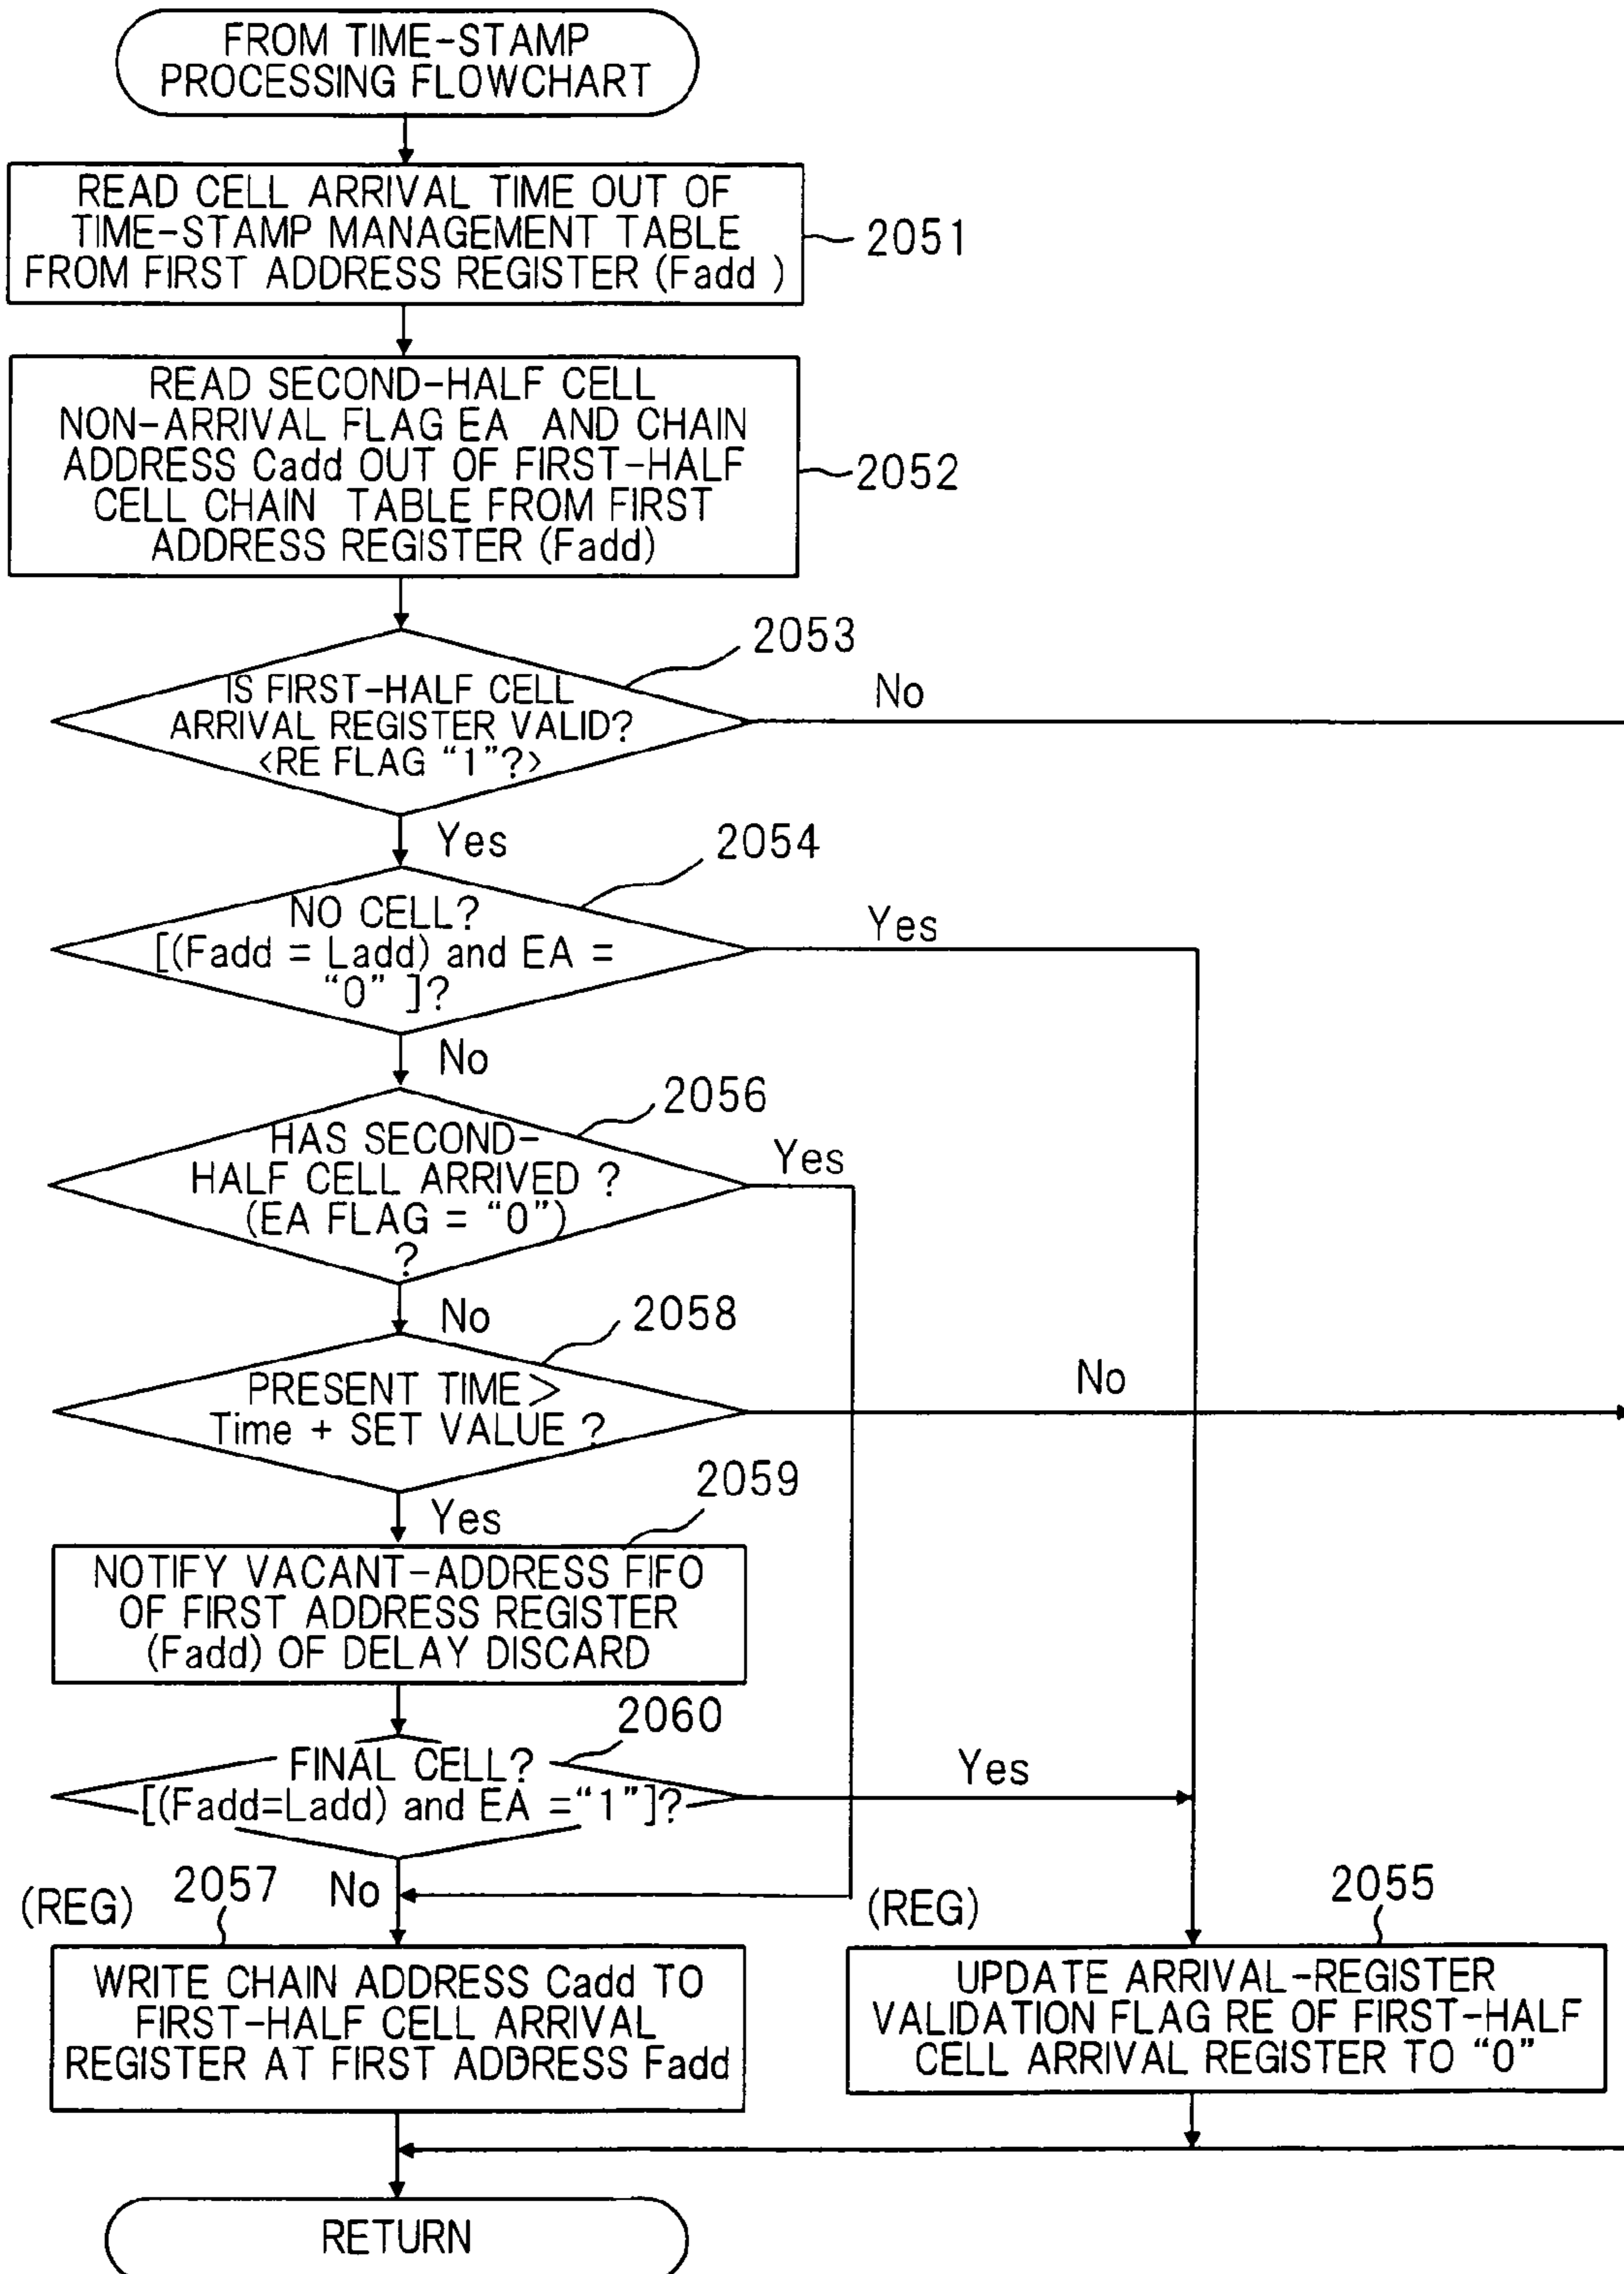 FROM TIME-STAMP
PROCESSING FLOWCHART
READ CELL ARRIVAL TIME OUT OF
TIME-STAMP MANAGEMENT TABLE
FROM FIRST ADDRESS REGISTER (Fadd )
2051
READ SECOND-HALF CELL
NON-ARRIVAL FLAG EA AND CHAIN
ADDRESS Cadd OUT OF FIRST-HALF
CELL CHAIN TABLE FROM FIRST
ADDRESS REGISTER (Fadd)
2052
2053
IS FIRST-HALF CELL
ARRIVAL REGISTER VALID?
<RE FLAG “1”?>
No
Yes
2054
NO CELL?
[(Fadd = Ladd) and EA =
“0” ]?
Yes
No
2056
HAS SECOND-
HALF CELL ARRIVED ?
(EA FLAG = “0”)
?
Yes
No
2058
PRESENT TIME>
Time + SET VALUE ?
No
Yes
2059
NOTIFY VACANT-ADDRESS FIFO
OF FIRST ADDRESS REGISTER
(Fadd) OF DELAY DISCARD
2060
FINAL CELL?
[(Fadd=Ladd) and EA =“1”]?
Yes
No
(REG)
2057
WRITE CHAIN ADDRESS Cadd TO
FIRST-HALF CELL ARRIVAL
REGISTER AT FIRST ADDRESS Fadd
(REG)
2055
UPDATE ARRIVAL-REGISTER
VALIDATION FLAG RE OF FIRST-HALF
CELL ARRIVAL REGISTER TO “0”
RETURN